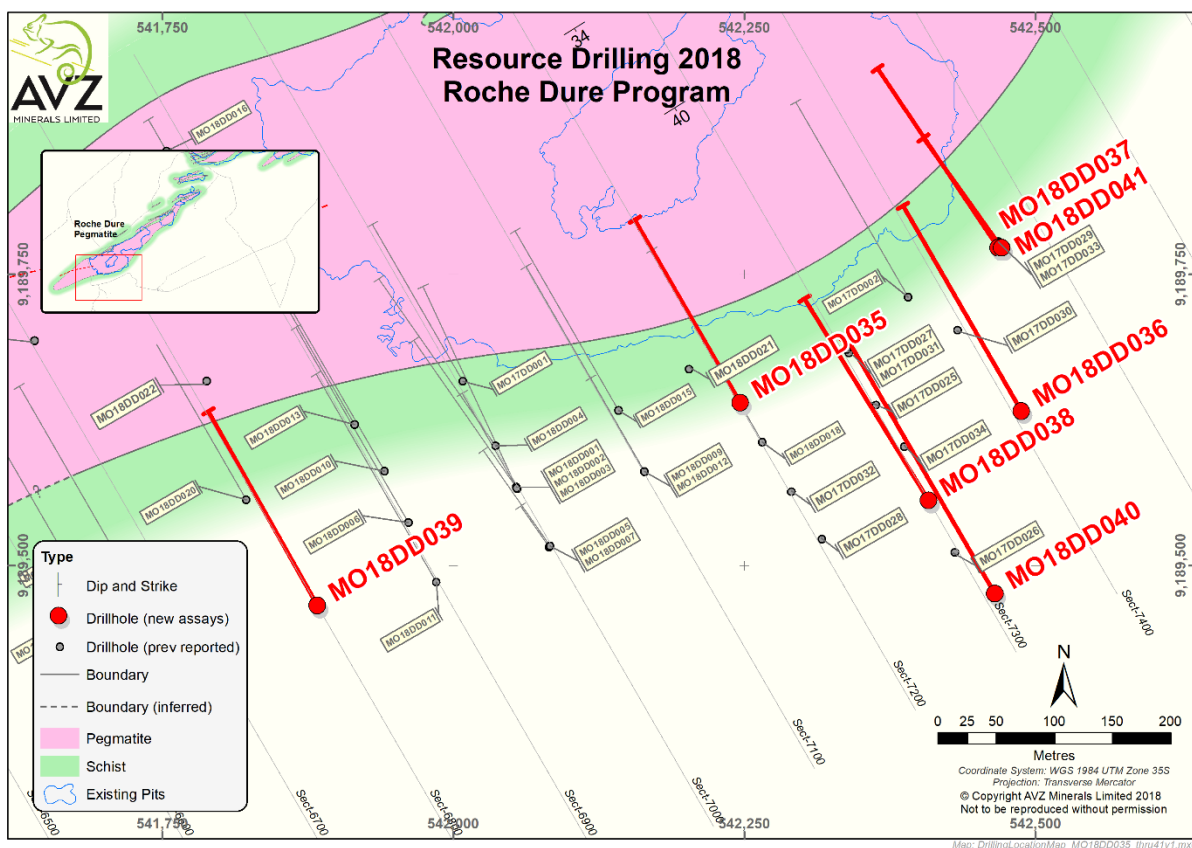 541,750
542,000
542,250
542,500
AVZ
MINERALS LIMITED
Resource Drilling 2018
Roche Dure Program
34
40
MO18DD016
Roche Dure
Pegmatite
9,189,750
9,189,750
MO18DD037
MO18DD041
MO17DD029
MO17DD033
MO17DD002
MO17DD030
MO18DD035
MO18DD036
MO18DD021
MO17DD027
MO17DD031
MO17DD025
MO17DD001
MO18DD022
MO18DD015
MO18DD013
MO18DD004
MO18DD018
MO17DD034
MO18DD038
MO18DD001
MO18DD002
MO18DD003
MO18DD009
MO18DD012
MO18DD010
MO17DD032
MO18DD020
MO18DD006
MO18DD039
MO18DD005
MO18DD007
MO17DD028
MO17DD026
MO18DD040
9,189,500
9,189,500
MO18DD011
Type
Dip and Strike
Drillhole (new assays)
Drillhole (prev reported)
Boundary
Boundary (inferred)
Pegmatite
Schist
Existing Pits
Sect-7400
Sect-7300
Sect-7200
Sect-7100
Sect-7000
Sect-6900
Sect-6800
Sect-6700
N
0 25 50 100 150 200
Metres
Coordinate System: WGS 1984 UTM Zone 35S
Projection: Transverse Mercator
© Copyright AVZ Minerals Limited 2018
Not to be reproduced without permission
541,750
542,000
542,250
542,500
Map: DrillingLocationMap_MO18DD035_thru41v1.mx